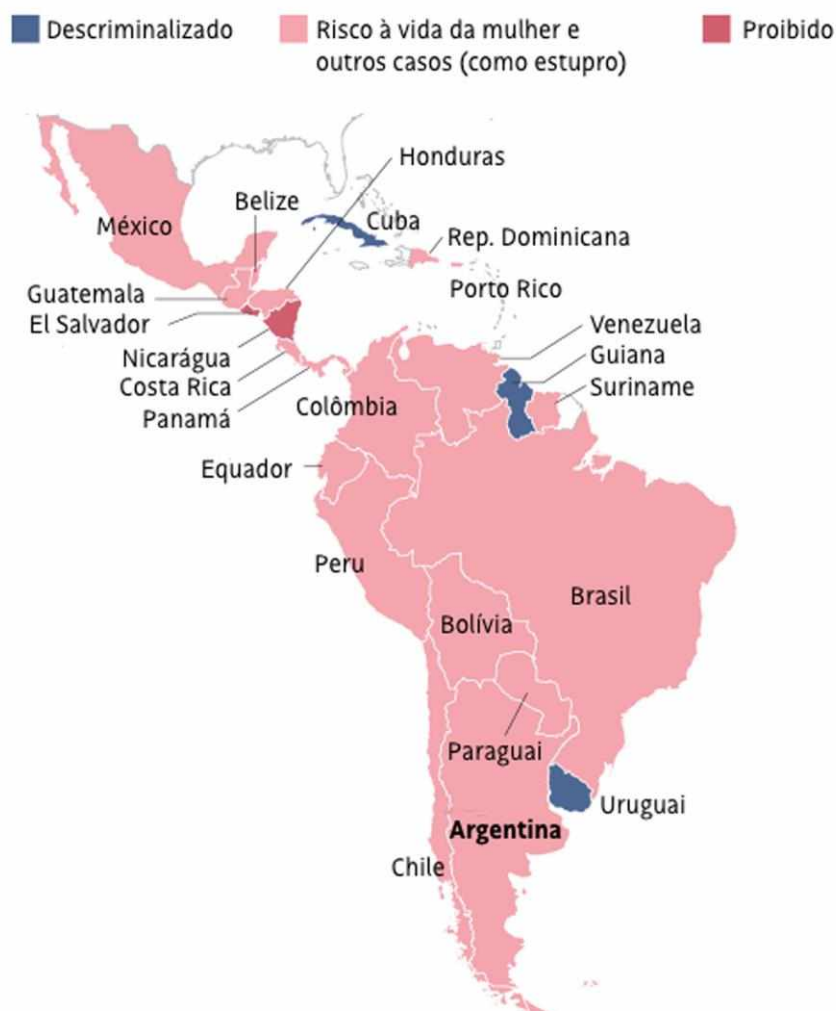 Descriminalizado
Risco à vida da mulher e
outros casos (como estupro)
Proibido
Honduras
Belize
Cuba
México
Rep. Dominicana
Guatemala
Porto Rico
El Salvador
Venezuela
Nicarágua
Guiana
Costa Rica
Suriname
Panamá
Colômbia
Equador
Peru
Brasil
Bolívia
Paraguai
Uruguai
Argentina
Chile